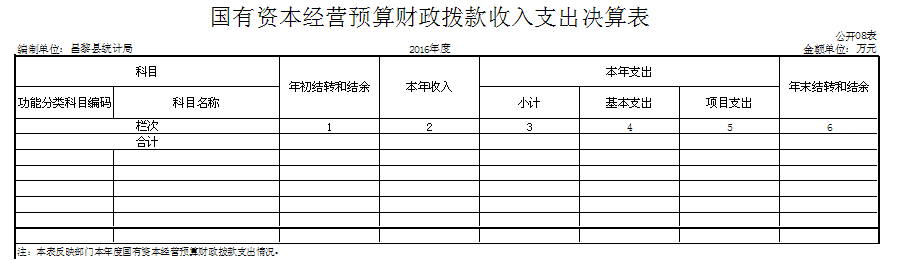 国有资本经营预算财政拨款收入支出决算表
公开08表
编制单位：昌黎县统计局 2016年度 金额单位：万元
科目 年初结转和结余 本年收入 本年支出 年末结转和结余
功能分类科目编码 科目名称 小计 基本支出 项目支出
栏次 1 2 3 4 5 6
合计
注：本表反映部门本年度国有资本经营预算财政拨款支出情况。